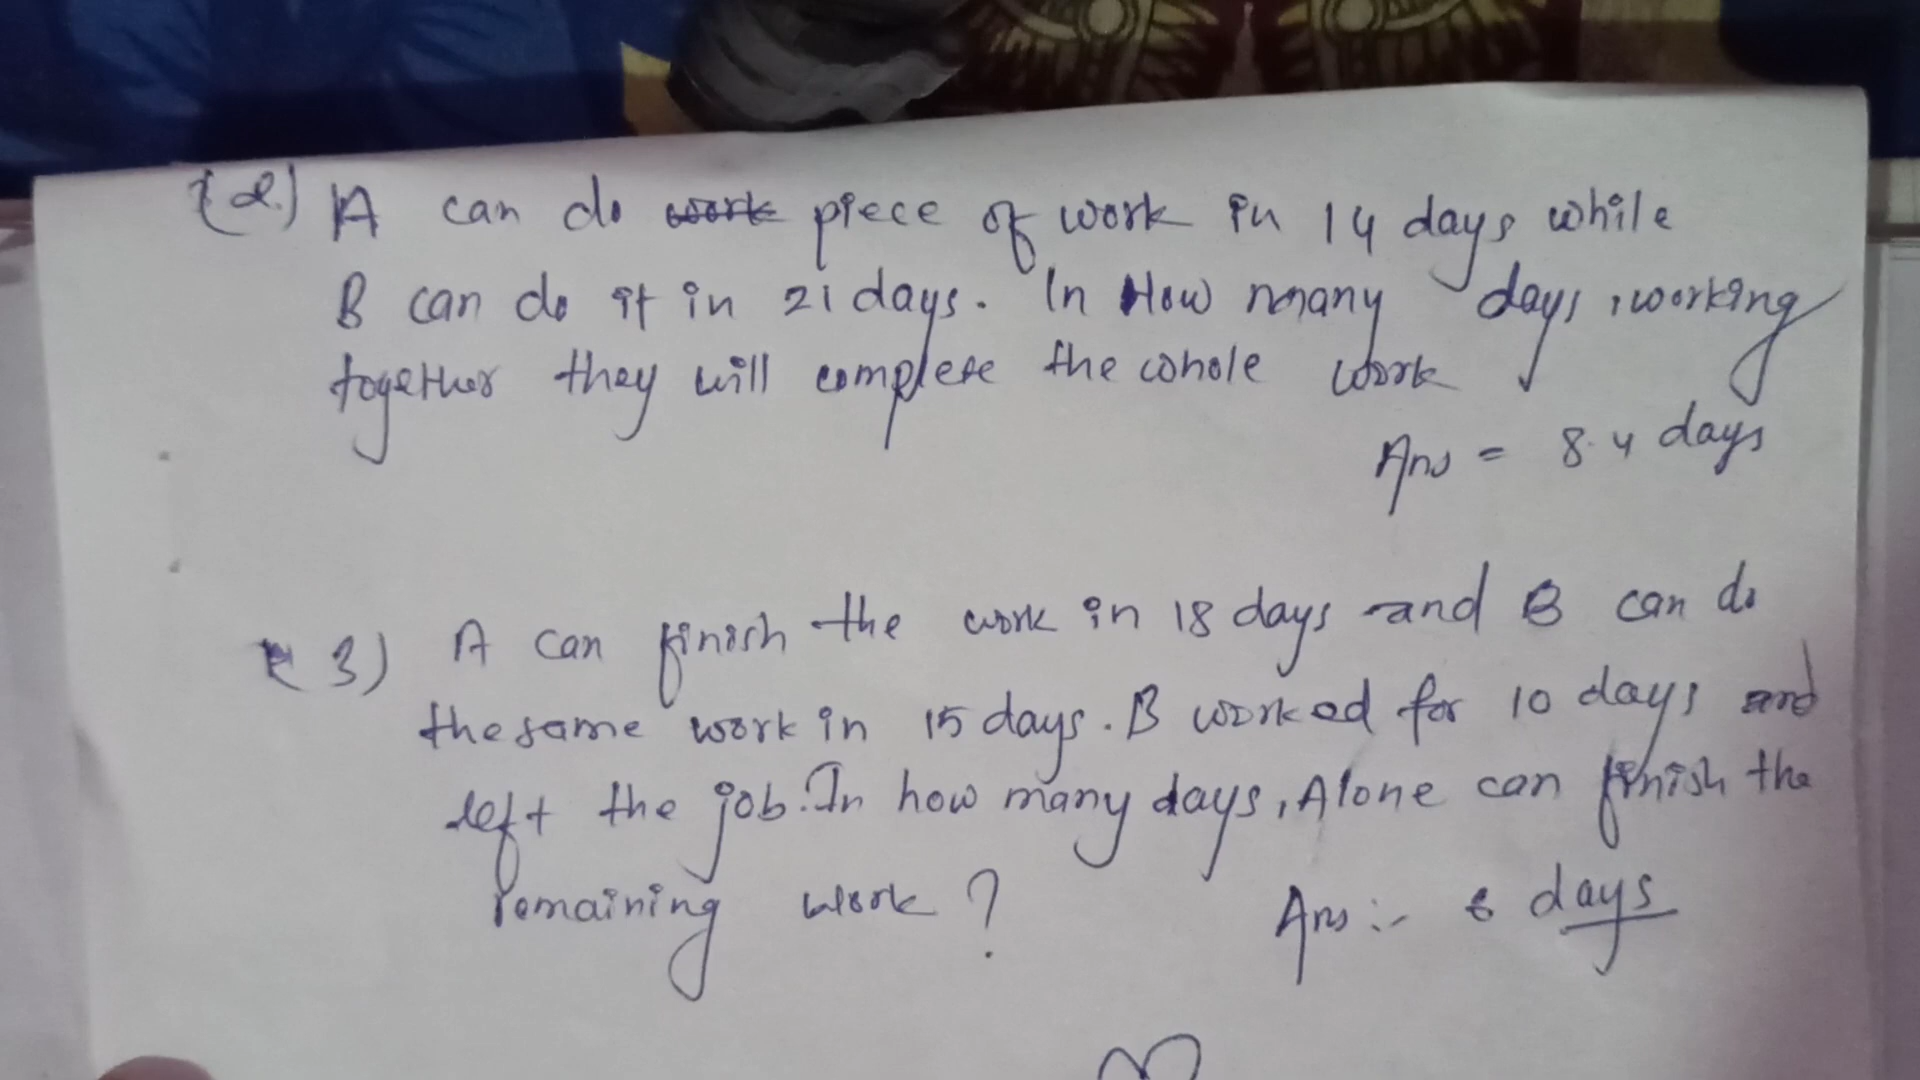 (2.) A can do work piece of work in 14 days while
B can do it in 21 days. In How many days, working
together they will complete the whole work
Ans = 8.4 days
3) A can finish the work in 18 days and B can do
the same work in 15 days. B worked for 10 days and
left the job. In how many days, A lone can finish the
remaining work?
Ans :- 6 days